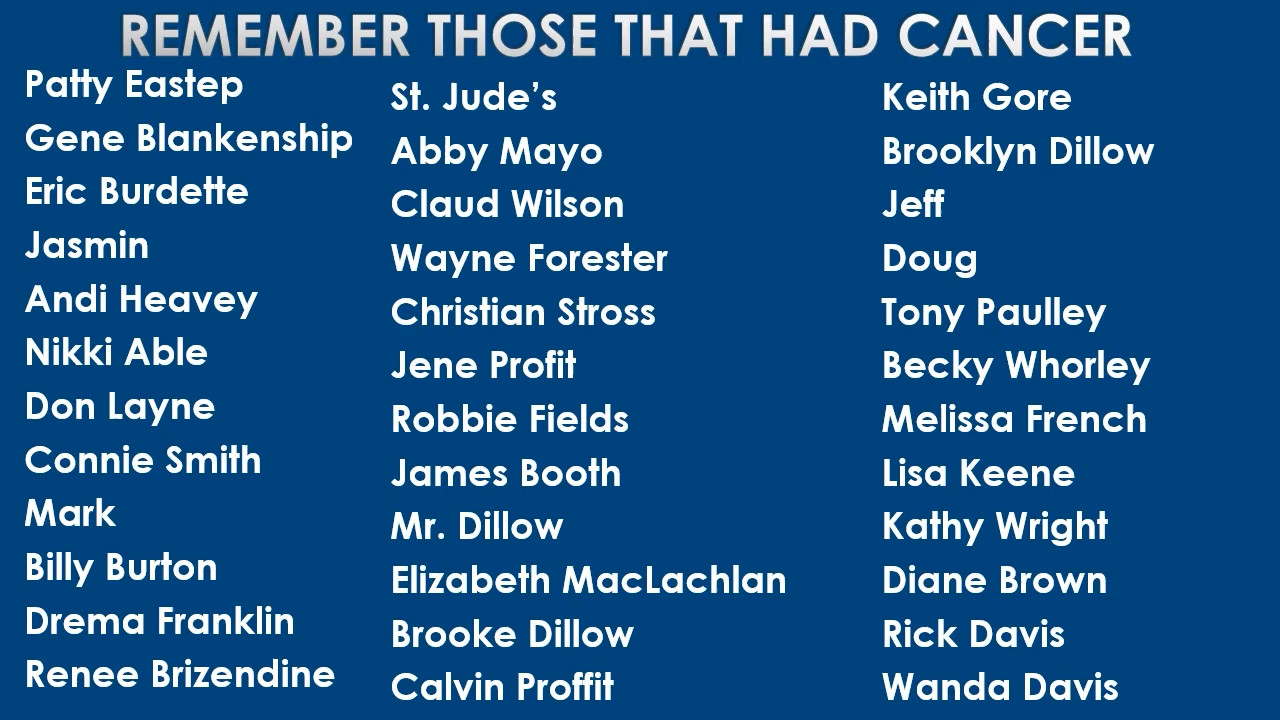 REMEMBER THOSE THAT HAD CANCER
Patty Eastep
Gene Blankenship
Eric Burdette
Jasmin
Andi Heavey
Nikki Able
Don Layne
Connie Smith
Mark
Billy Burton
Drema Franklin
Renee Brizendine
St. Jude’s
Abby Mayo
Claud Wilson
Wayne Forester
Christian Stross
Jene Profit
Robbie Fields
James Booth
Mr. Dillow
Elizabeth MacLachlan
Brooke Dillow
Calvin Proffit
Keith Gore
Brooklyn Dillow
Jeff
Doug
Tony Paulley
Becky Whorley
Melissa French
Lisa Keene
Kathy Wright
Diane Brown
Rick Davis
Wanda Davis